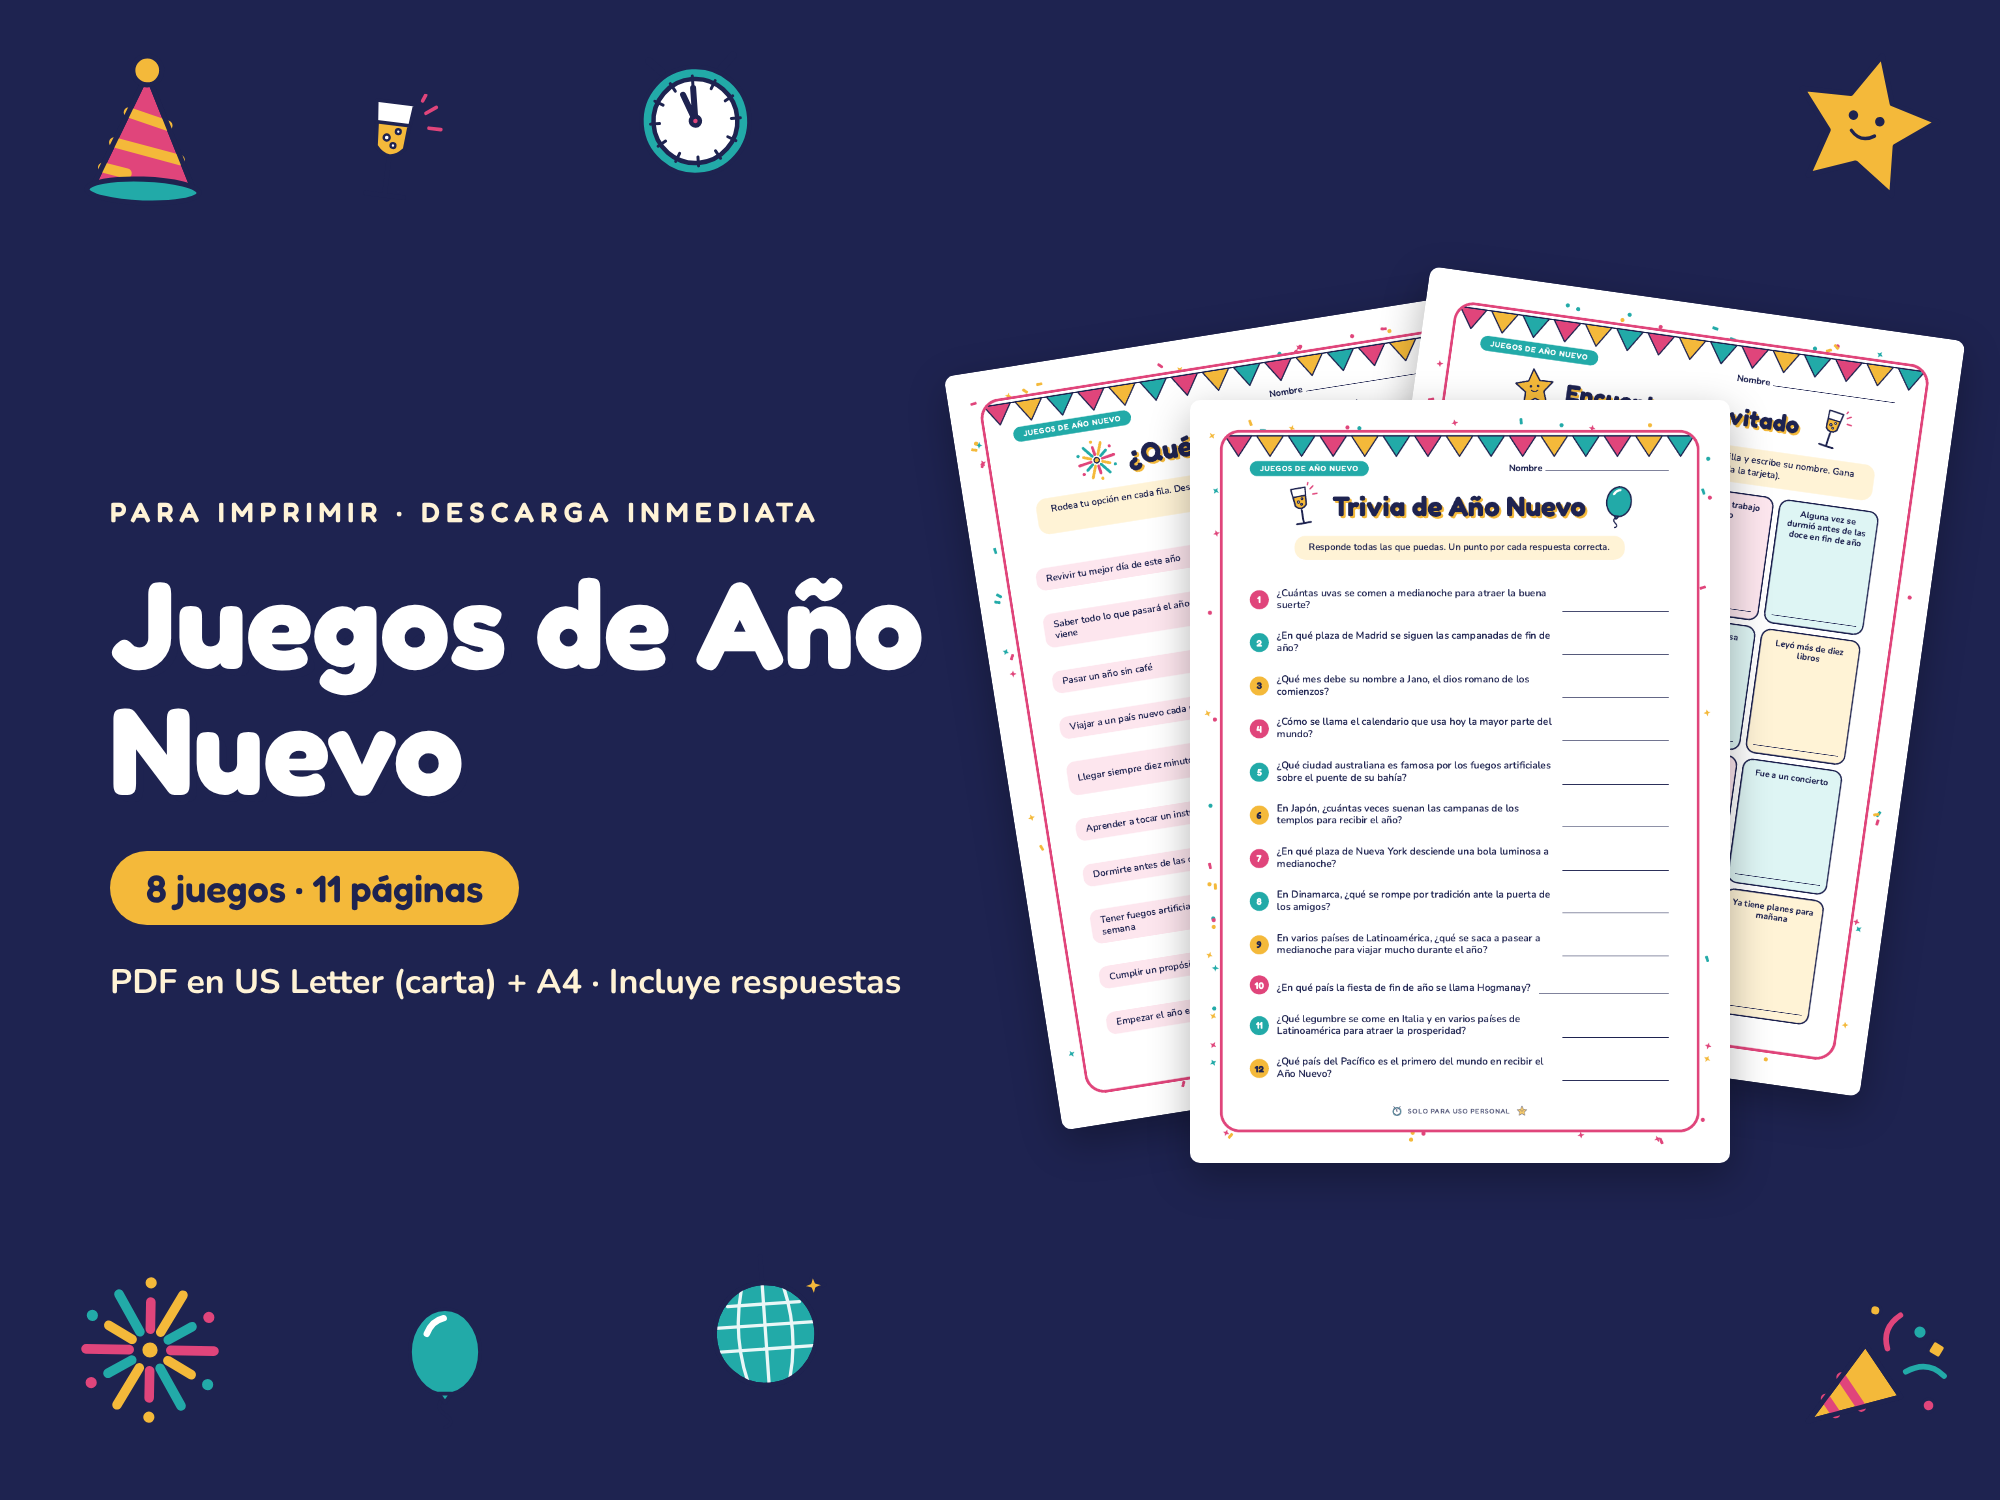 PARA IMPRIMIR · DESCARGA INMEDIATA
Juegos de Año
Nuevo
8 juegos · 11 páginas
PDF en US Letter (carta) + A4 · Incluye respuestas
JUEGOS DE AÑO NUEVO
Nombre
¿Qué
Rodea tu opción en cada fila.
Revivir tu mejor día de este año
Saber todo lo que pasará el año
viene
Pasar un año sin café
Viajar a un país nuevo cada
Llegar siempre diez
Aprender a tocar un
Dormirte antes de las
Tener fuegos
semana
Cumplir un
Empezar el año
JUEGOS DE AÑO NUEVO
Nombre
y escribe su nombre. Gana
la tarjeta).
trabajo
Alguna vez se
durmió antes de las
doce en fin de año
Leyó más de diez
libros
Fue a un concierto
Ya tiene planes para
mañana
JUEGOS DE AÑO NUEVO
Nombre
Trivia de Año Nuevo
Responde todas las que puedas. Un punto por cada respuesta correcta.
1 ¿Cuántas uvas se comen a medianoche para atraer la buena
suerte?
2 ¿En qué plaza de Madrid se siguen las campanadas de fin de
año?
3 ¿Qué mes debe su nombre a Jano, el dios romano de los
comienzos?
4 ¿Cómo se llama el calendario que usa hoy la mayor parte del
mundo?
5 ¿Qué ciudad australiana es famosa por los fuegos artificiales
sobre el puente de su bahía?
6 En Japón, ¿cuántas veces suenan las campanas de los
templos para recibir el año?
7 ¿En qué plaza de Nueva York desciende una bola luminosa a
medianoche?
8 En Dinamarca, ¿qué se rompe por tradición ante la puerta de
los amigos?
9 En varios países de Latinoamérica, ¿qué se saca a pasear a
medianoche para viajar mucho durante el año?
10 ¿En qué país la fiesta de fin de año se llama Hogmanay?
11 ¿Qué legumbre se come en Italia y en varios países de
Latinoamérica para atraer la prosperidad?
12 ¿Qué país del Pacífico es el primero del mundo en recibir el
Año Nuevo?
SOLO PARA USO PERSONAL